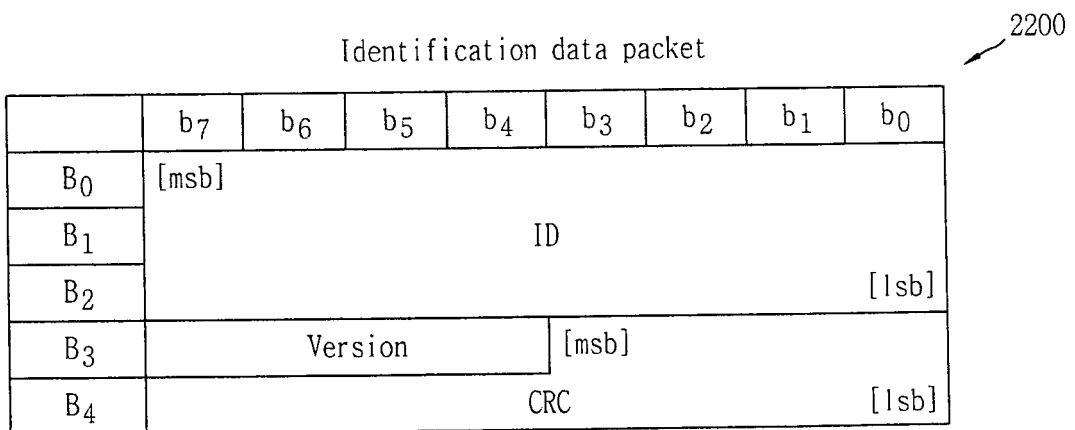 2200
Identification data packet
b7 b6 b5 b4 b3 b2 b1 b0
B0 [msb]
B1 ID
B2 [lsb]
B3 Version [msb]
B4 CRC [lsb]